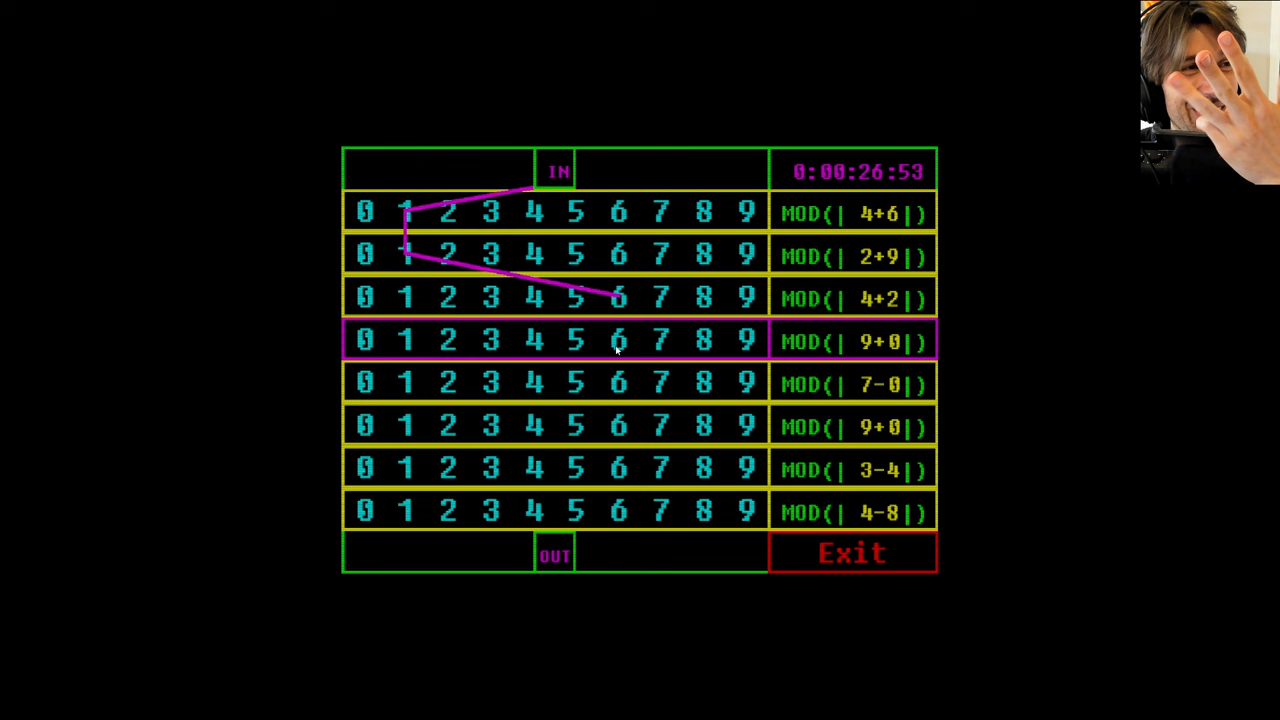 IN 0:00:26:53
0 1 2 3 4 5 6 7 8 9 MOD(| 4+6|)
0 1 2 3 4 5 6 7 8 9 MOD(| 2+9|)
0 1 2 3 4 5 6 7 8 9 MOD(| 4+2|)
0 1 2 3 4 5 6 7 8 9 MOD(| 9+0|)
0 1 2 3 4 5 6 7 8 9 MOD(| 7-0|)
0 1 2 3 4 5 6 7 8 9 MOD(| 9+0|)
0 1 2 3 4 5 6 7 8 9 MOD(| 3-4|)
0 1 2 3 4 5 6 7 8 9 MOD(| 4-8|)
OUT Exit